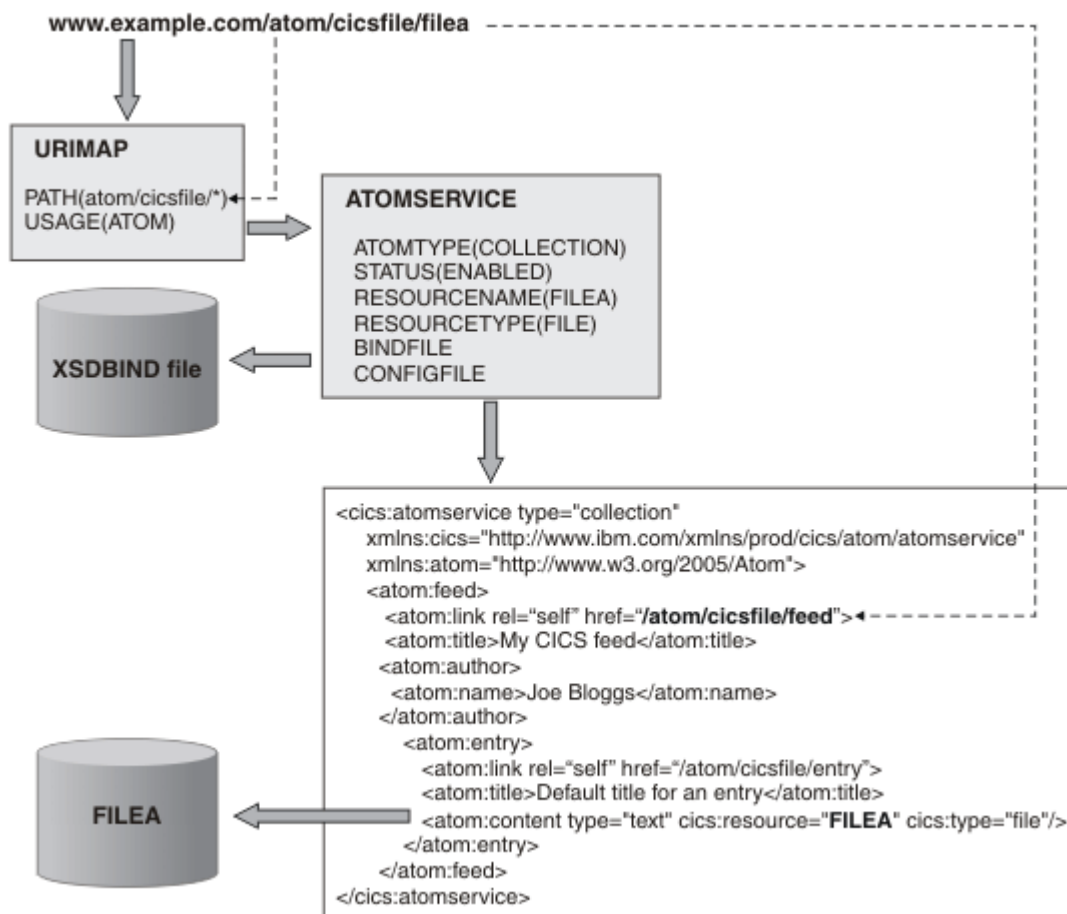 www.example.com/atom/cicsfile/filea
URIMAP
PATH(atom/cicsfile/*)
USAGE(ATOM)
ATOMSERVICE
ATOMTYPE(COLLECTION)
STATUS(ENABLED)
RESOURCENAME(FILEA)
RESOURCETYPE(FILE)
BINDFILE
CONFIGFILE
XSDBIND file
<cics:atomservice type="collection"
xmlns:cics="http://www.ibm.com/xmlns/prod/cics/atom/atomservice"
xmlns:atom="http://www.w3.org/2005/Atom">
<atom:feed>
<atom:link rel=“self” href=“/atom/cicsfile/feed”>
<atom:title>My CICS feed</atom:title>
<atom:author>
<atom:name>Joe Bloggs</atom:name>
</atom:author>
<atom:entry>
<atom:link rel=“self” href=“/atom/cicsfile/entry”>
<atom:title>Default title for an entry</atom:title>
<atom:content type="text" cics:resource="FILEA" cics:type="file"/>
</atom:entry>
</atom:feed>
</cics:atomservice>
FILEA